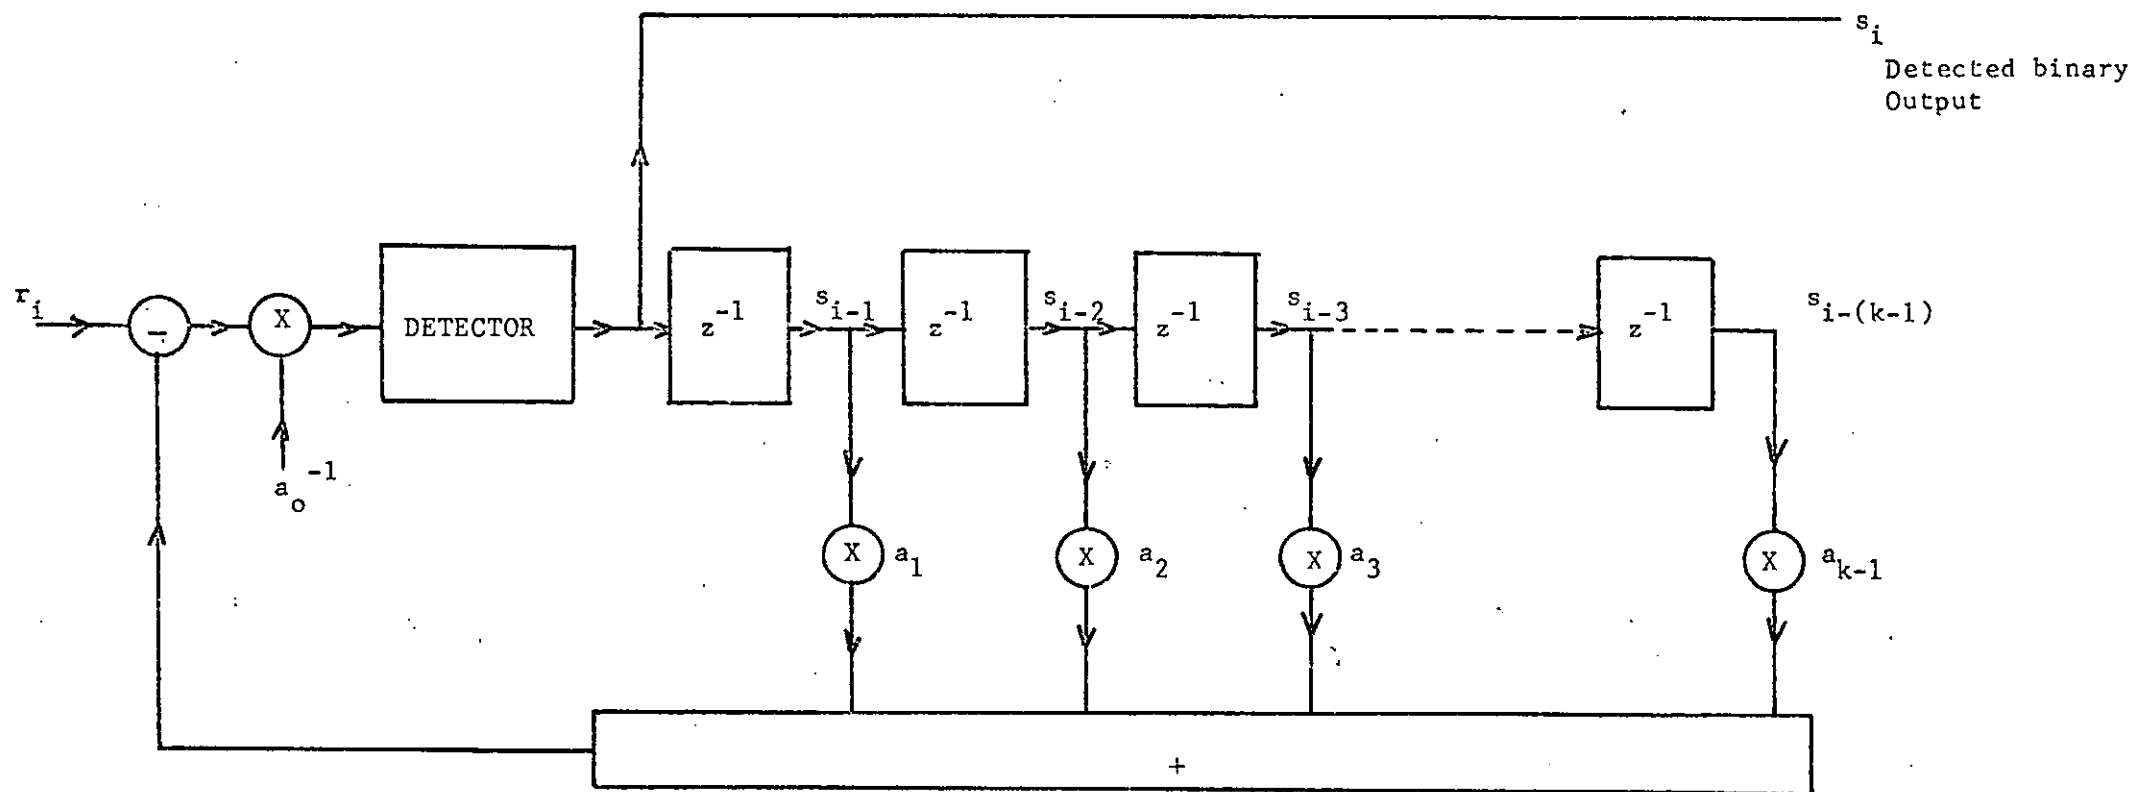 s_i
Detected binary
Output
r_i
−
X
DETECTOR
z^-1
s_i-1
z^-1
s_i-2
z^-1
s_i-3
z^-1
s_i-(k-1)
a_o^-1
X
a_1
X
a_2
X
a_3
X
a_k-1
+